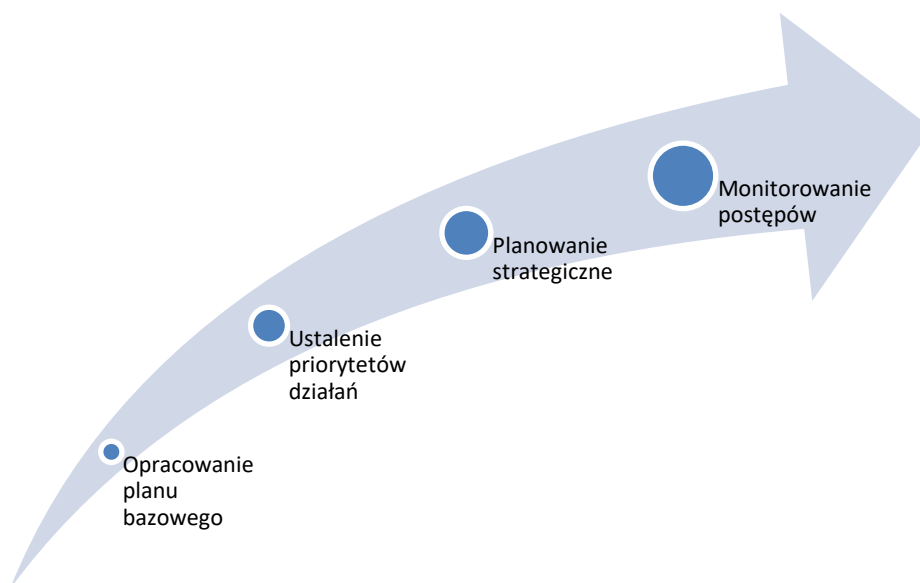 Opracowanie
planu
bazowego
Ustalenie
priorytetów
działań
Planowanie
strategiczne
Monitorowanie
postępów